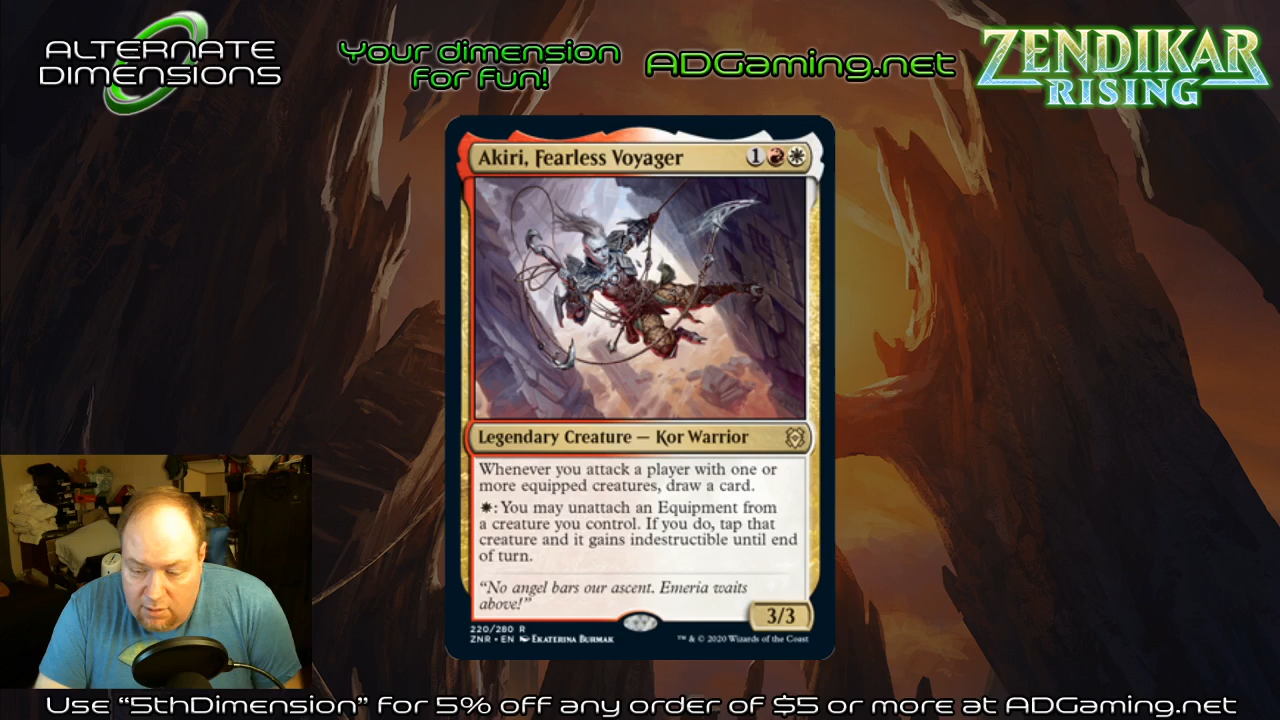 ALTERNATE
DIMENSIONS
Your dimension
for fun!
ADGaming.net
ZENDIKAR
RISING
Akiri, Fearless Voyager 1
Legendary Creature — Kor Warrior
Whenever you attack a player with one or
more equipped creatures, draw a card.
: You may unattach an Equipment from
a creature you control. If you do, tap that
creature and it gains indestructible until end
of turn.
“No angel bars our ascent. Emeria waits
above!”
3/3
220/280 R
ZNR • EN Ekaterina Burmak
™ & © 2020 Wizards of the Coast
Use “5thDimension” for 5% off any order of $5 or more at ADGaming.net